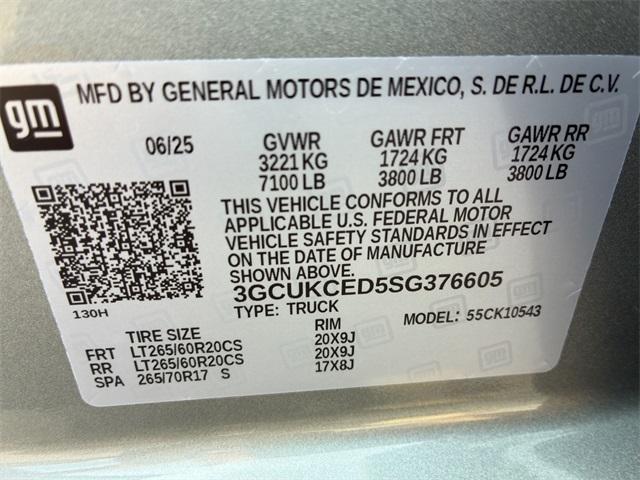 gm
MFD BY GENERAL MOTORS DE MEXICO, S. DE R.L. DE C.V.
06/25 GVWR GAWR FRT GAWR RR
3221 KG 1724 KG 1724 KG
7100 LB 3800 LB 3800 LB
THIS VEHICLE CONFORMS TO ALL
APPLICABLE U.S. FEDERAL MOTOR
VEHICLE SAFETY STANDARDS IN EFFECT
ON THE DATE OF MANUFACTURE
SHOWN ABOVE.
3GCUKCED5SG376605
130H
TYPE: TRUCK MODEL: 55CK10543
TIRE SIZE RIM
FRT LT265/60R20CS 20X9J
RR LT265/60R20CS 20X9J
SPA 265/70R17 S 17X8J